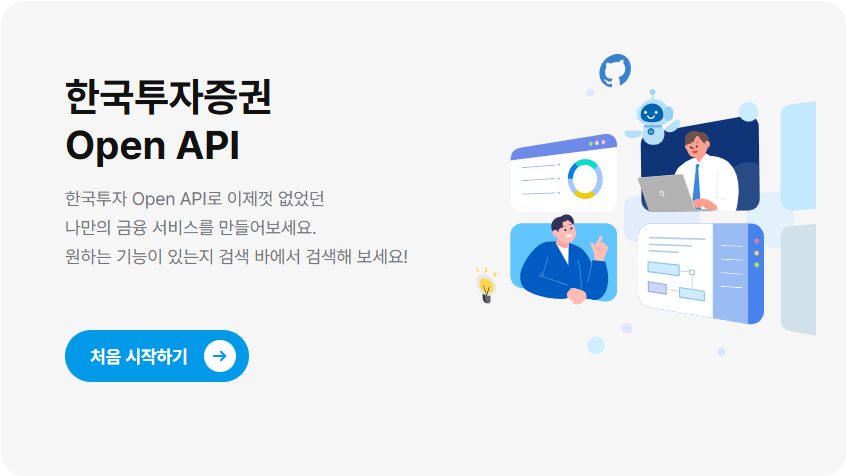 한국투자증권
Open API
한국투자 Open API로 이제껏 없었던
나만의 금융 서비스를 만들어보세요.
원하는 기능이 있는지 검색 바에서 검색해 보세요!
처음 시작하기